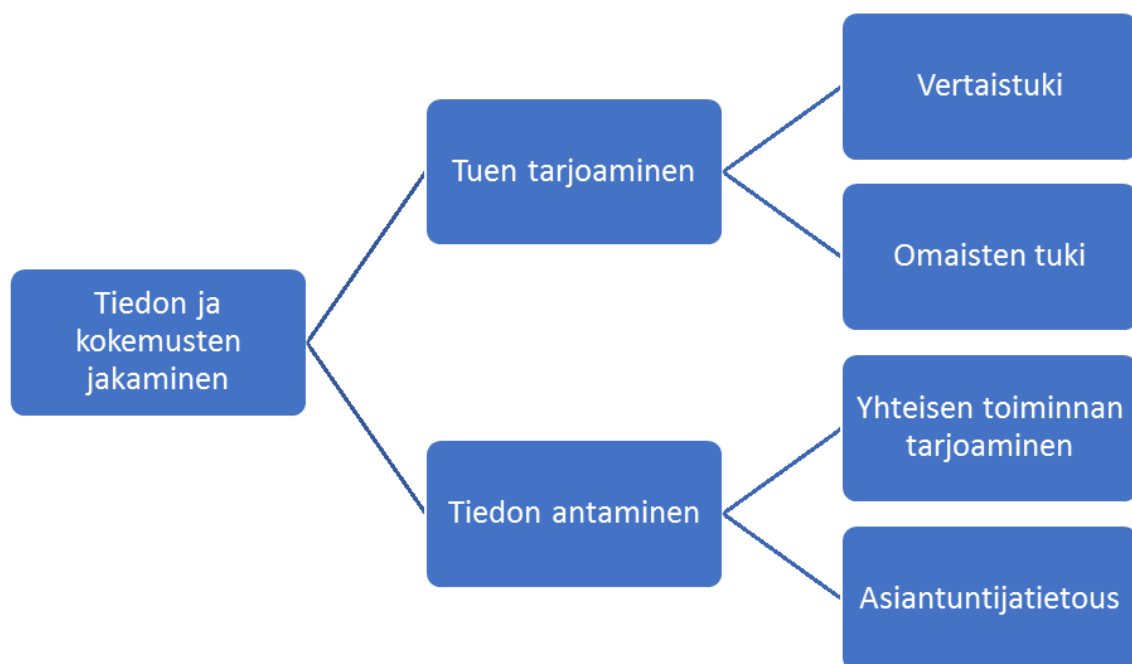 Vertaistuki
Tuen tarjoaminen
Omaisten tuki
Tiedon ja
kokemusten
jakaminen
Yhteisen toiminnan
tarjoaminen
Tiedon antaminen
Asiantuntijatietous